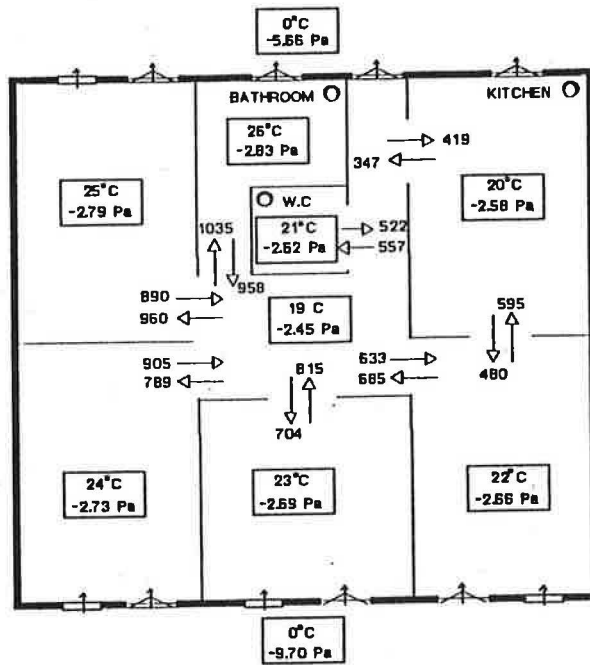 0°C
-5.66 Pa
BATHROOM
KITCHEN
26°C
-2.83 Pa
419
347
25°C
-2.79 Pa
20°C
-2.58 Pa
W.C
21°C
-2.62 Pa
1035
522
557
958
890
960
19 C
-2.45 Pa
595
905
789
815
633
685
480
704
24°C
-2.73 Pa
23°C
-2.69 Pa
22°C
-2.66 Pa
0°C
-9.70 Pa